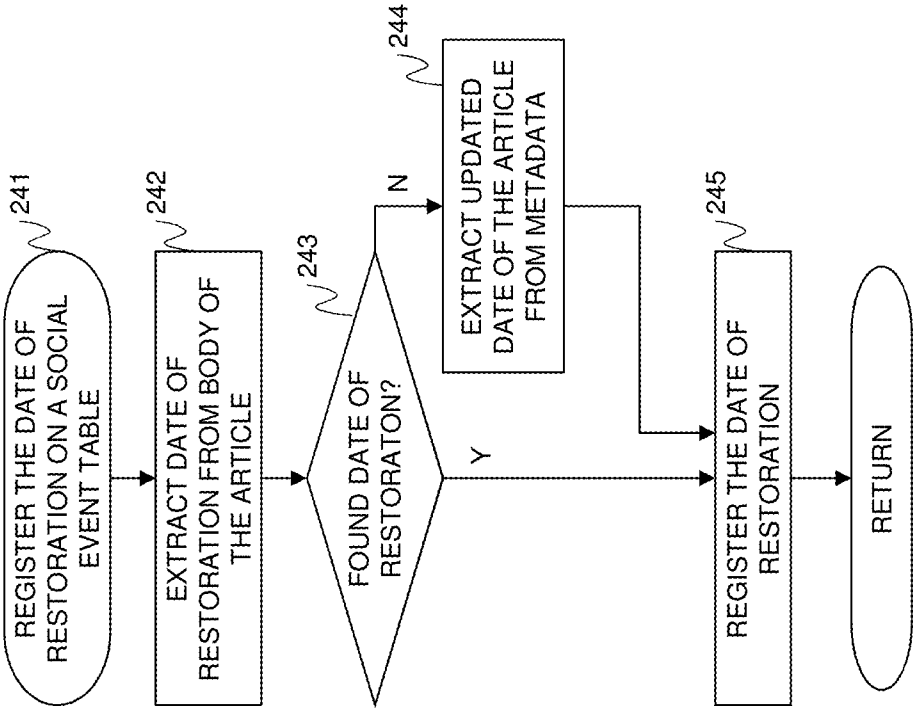 REGISTER THE DATE OF
RESTORATION ON A SOCIAL
EVENT TABLE
241
EXTRACT DATE OF
RESTORATION FROM BODY OF
THE ARTICLE
242
FOUND DATE OF
RESTORATON?
243
N
Y
EXTRACT UPDATED
DATE OF THE ARTICLE
FROM METADATA
244
REGISTER THE DATE OF
RESTORATION
245
RETURN